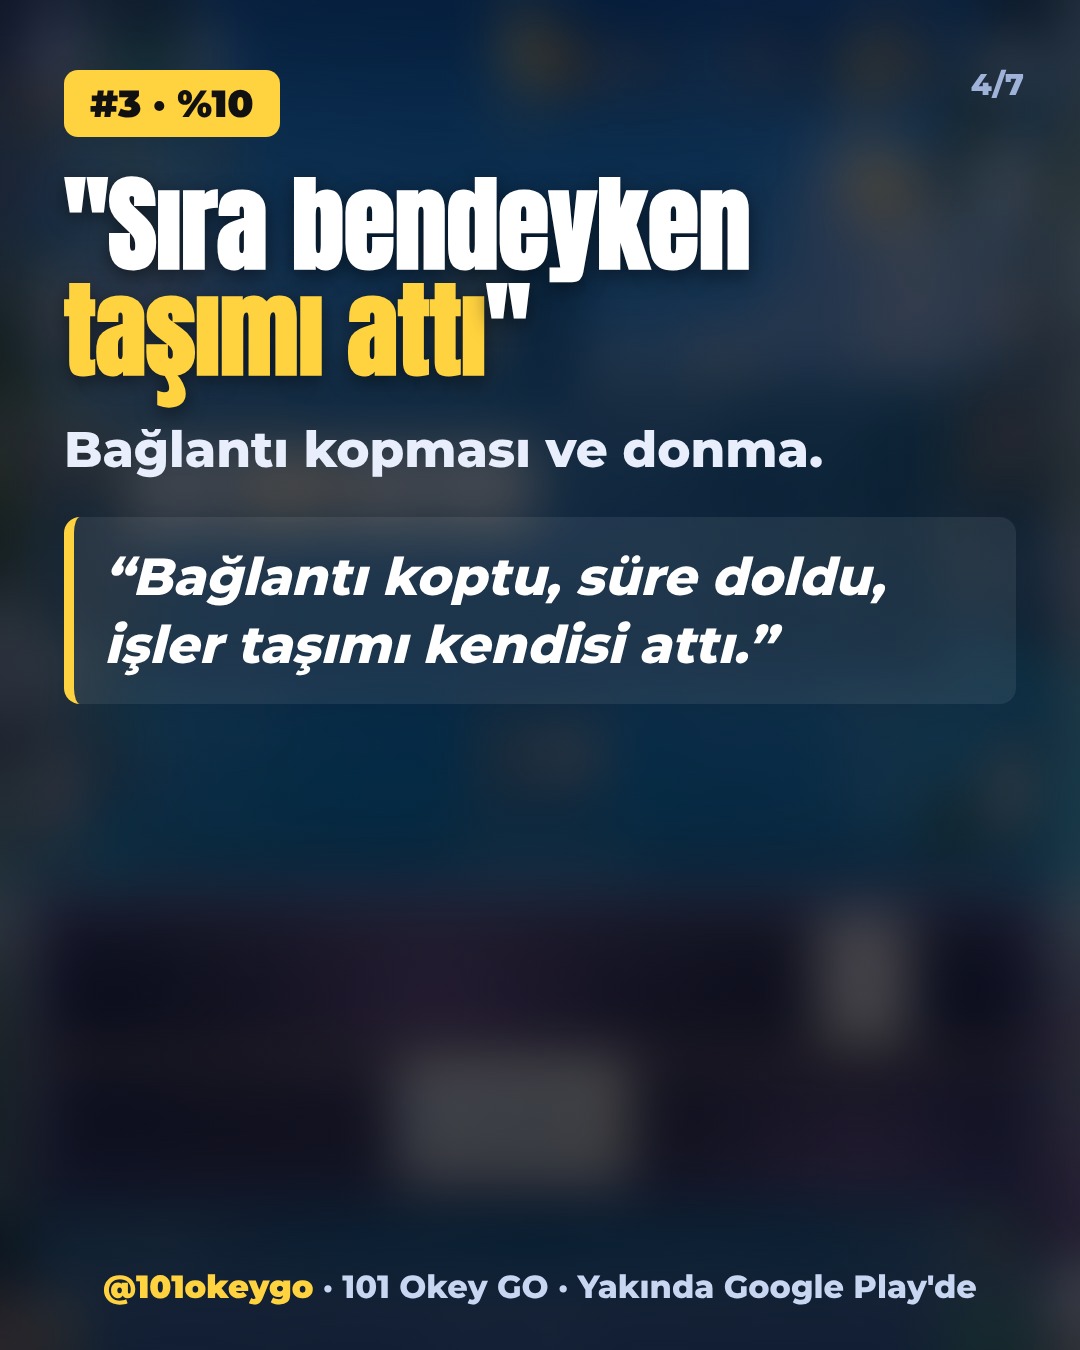 #3 • %10
4/7
"Sıra bendeyken
taşımı attı"
Bağlantı kopması ve donma.
“Bağlantı koptu, süre doldu,
işler taşımı kendisi attı.”
@101okeygo · 101 Okey GO · Yakında Google Play'de